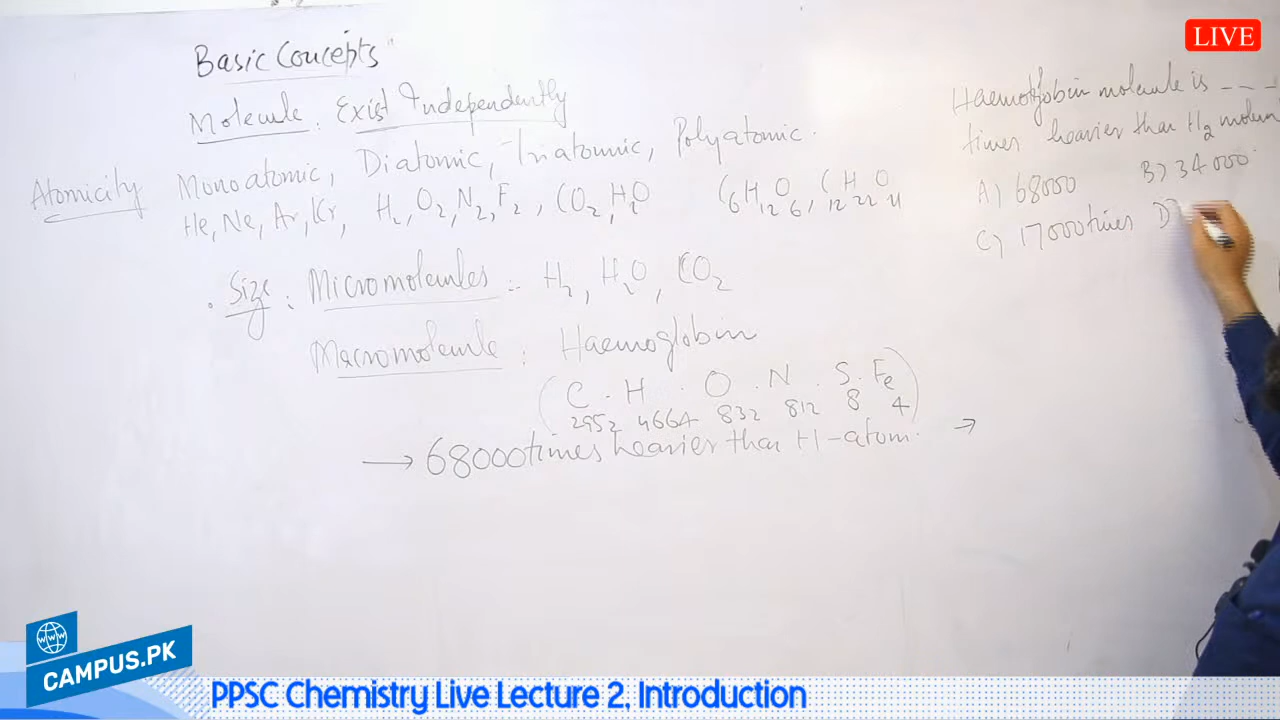 Basic Concepts"
Molecule: Exist Independently
Atomicity Monoatomic, Diatomic, Triatomic, Polyatomic.
He, Ne, Ar, Kr, H2, O2, N2, F2, CO2, H2O C6H12O6, C12H22O11
• Size: Micromolecules:- H2, H2O, CO2
Macromolecule: Haemoglobin
(C2952.H4664.O832.N812.S8.Fe4)
→ 68000 times heavier than H-atom. →
Haemoglobin molecule is ---
times heavier than H2
A) 68000 B) 34000.
C) 17000 times D)
LIVE
www
CAMPUS.PK
PPSC Chemistry Live Lecture 2, Introduction